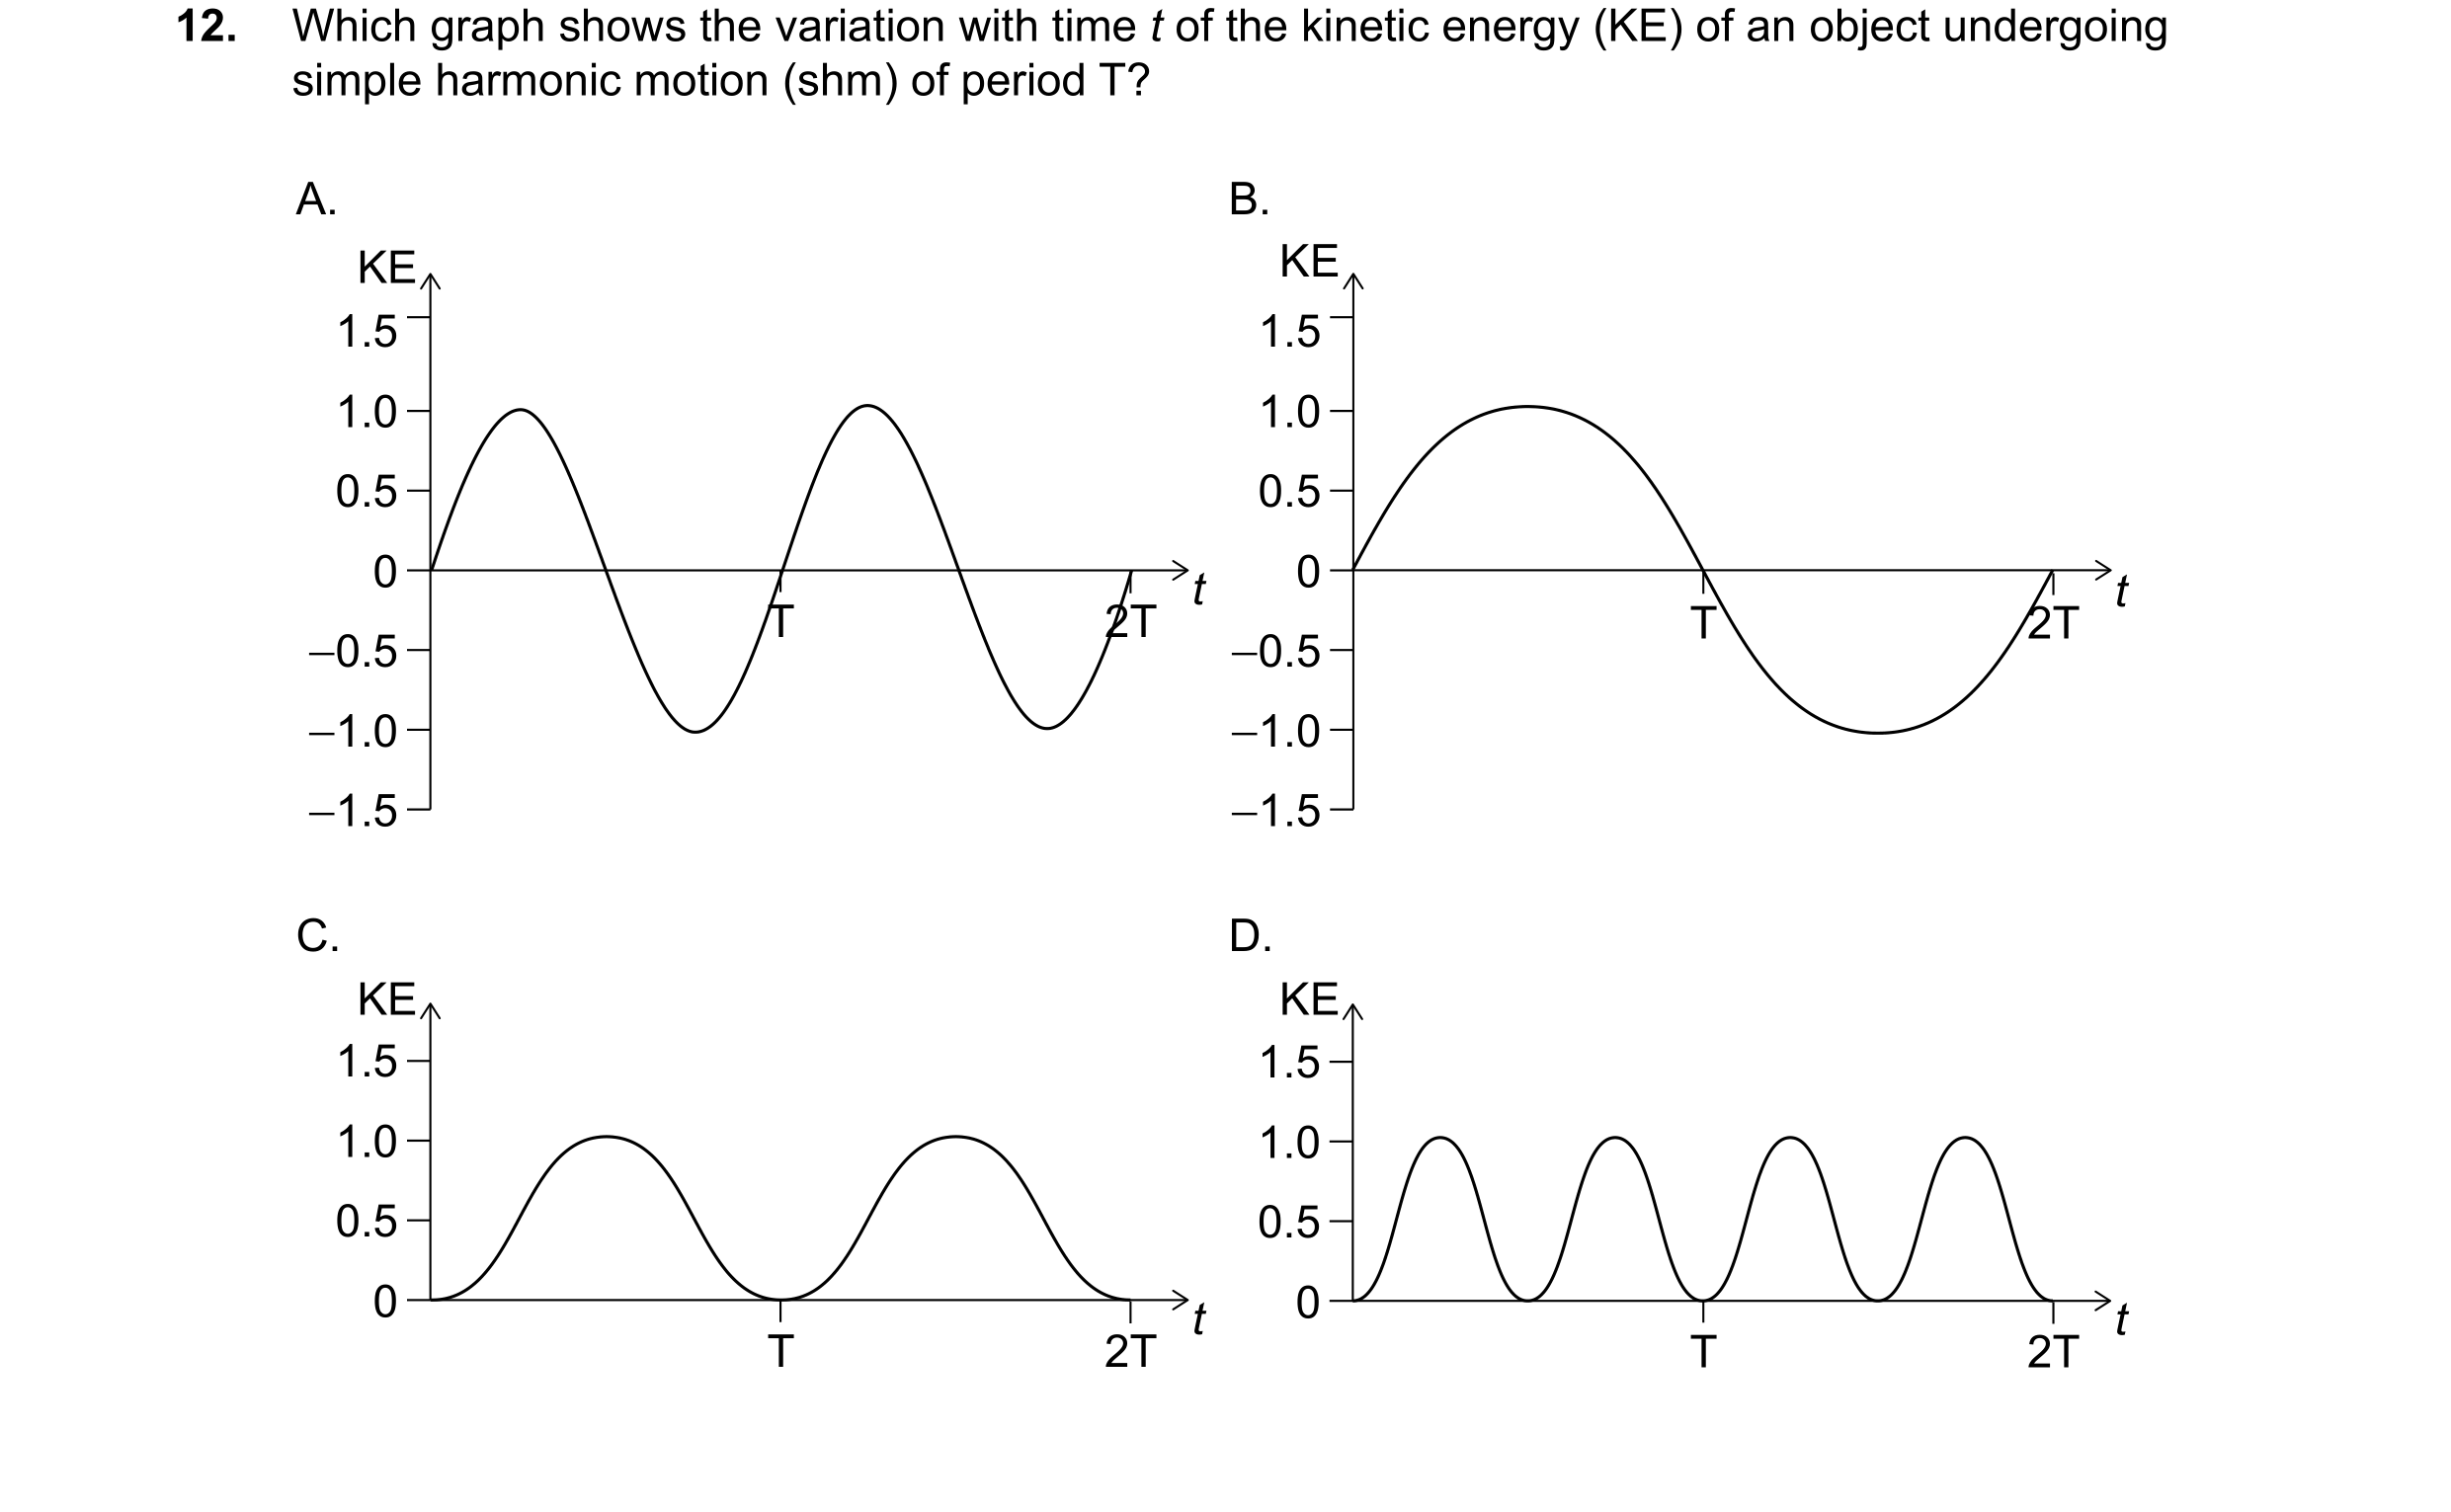 12. Which graph shows the variation with time t of the kinetic energy (KE) of an object undergoing
simple harmonic motion (shm) of period T?
A.
KE
1.5
1.0
0.5
0
–0.5
–1.0
–1.5
T
2T
t
B.
KE
1.5
1.0
0.5
0
–0.5
–1.0
–1.5
T
2T
t
C.
KE
1.5
1.0
0.5
0
T
2T
t
D.
KE
1.5
1.0
0.5
0
T
2T
t